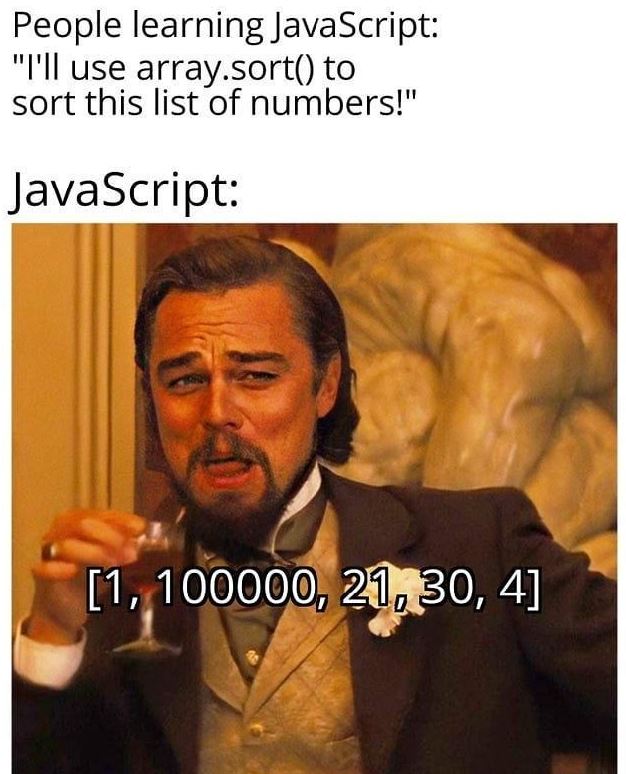 People learning JavaScript:
"I'll use array.sort() to
sort this list of numbers!"
JavaScript:
[1, 100000, 21, 30, 4]